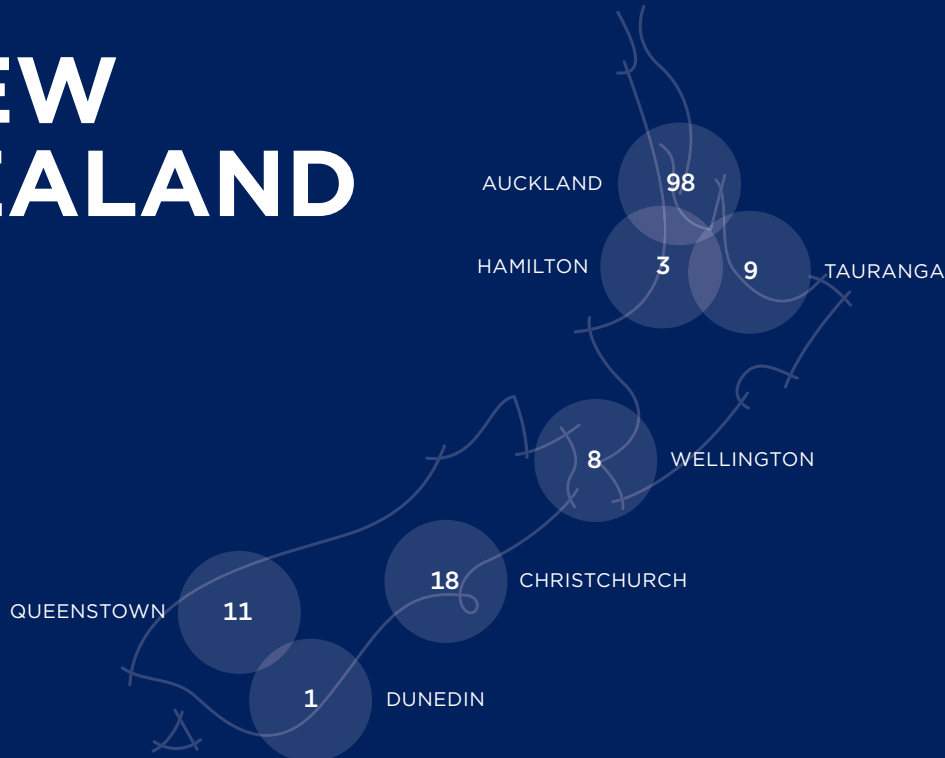 EW
EALAND
AUCKLAND 98
HAMILTON 3
9 TAURANGA
8 WELLINGTON
18 CHRISTCHURCH
QUEENSTOWN 11
1 DUNEDIN